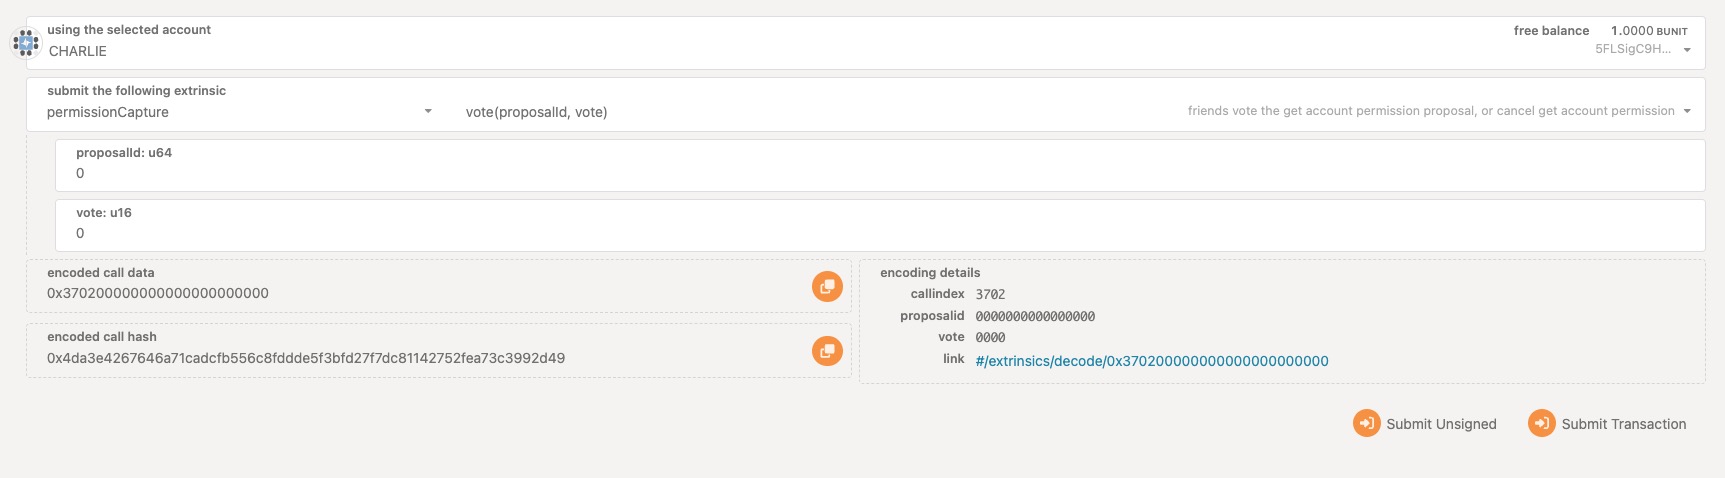 using the selected account
CHARLIE
free balance 1.0000 BUNIT
5FLSigC9H...
submit the following extrinsic
permissionCapture
vote(proposalId, vote)
friends vote the get account permission proposal, or cancel get account permission
proposalId: u64
0
vote: u16
0
encoded call data
0x370200000000000000000000
encoded call hash
0x4da3e4267646a71cadcfb556c8fddde5f3bfd27f7dc81142752fea73c3992d49
encoding details
callindex 3702
proposalid 0000000000000000
vote 0000
link #/extrinsics/decode/0x370200000000000000000000
Submit Unsigned
Submit Transaction